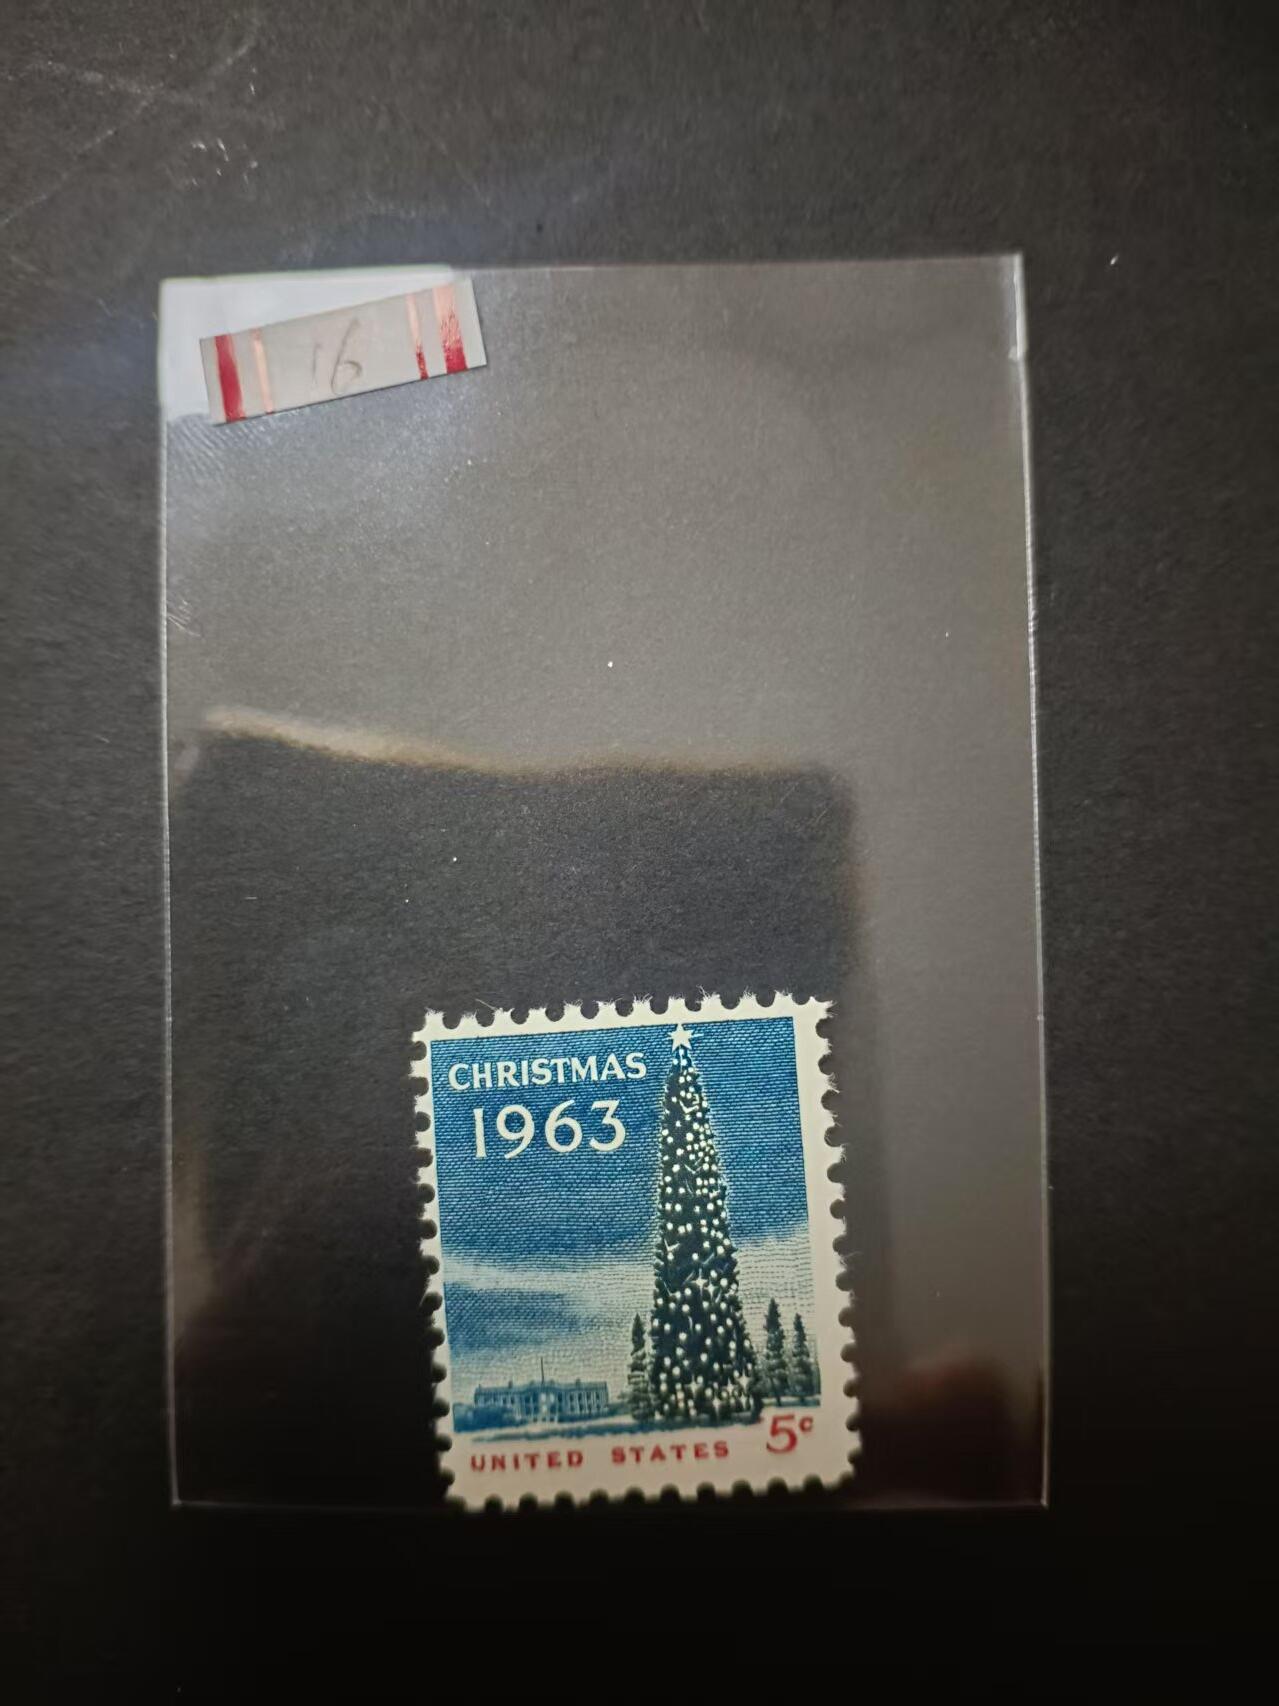 16
CHRISTMAS
1963
5c
UNITED STATES